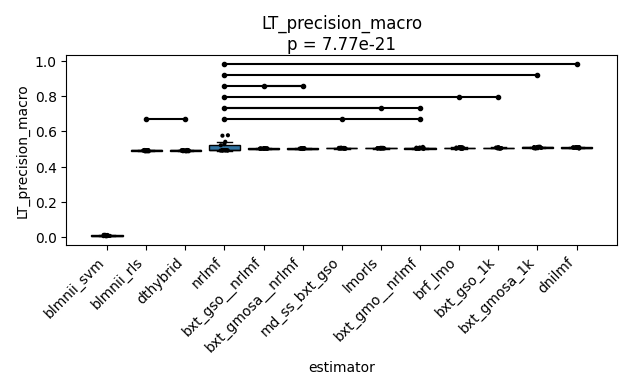 LT_precision_macro
p = 7.77e-21
LT_precision_macro
1.0
0.8
0.6
0.4
0.2
0.0
blmnii_svm
blmnii_rls
dthybrid
nrlmf
bxt_gso__nrlmf
bxt_gmosa__nrlmf
md_ss_bxt_gso
lmorls
bxt_gmo__nrlmf
brf_lmo
bxt_gso_1k
bxt_gmosa_1k
dnilmf
estimator